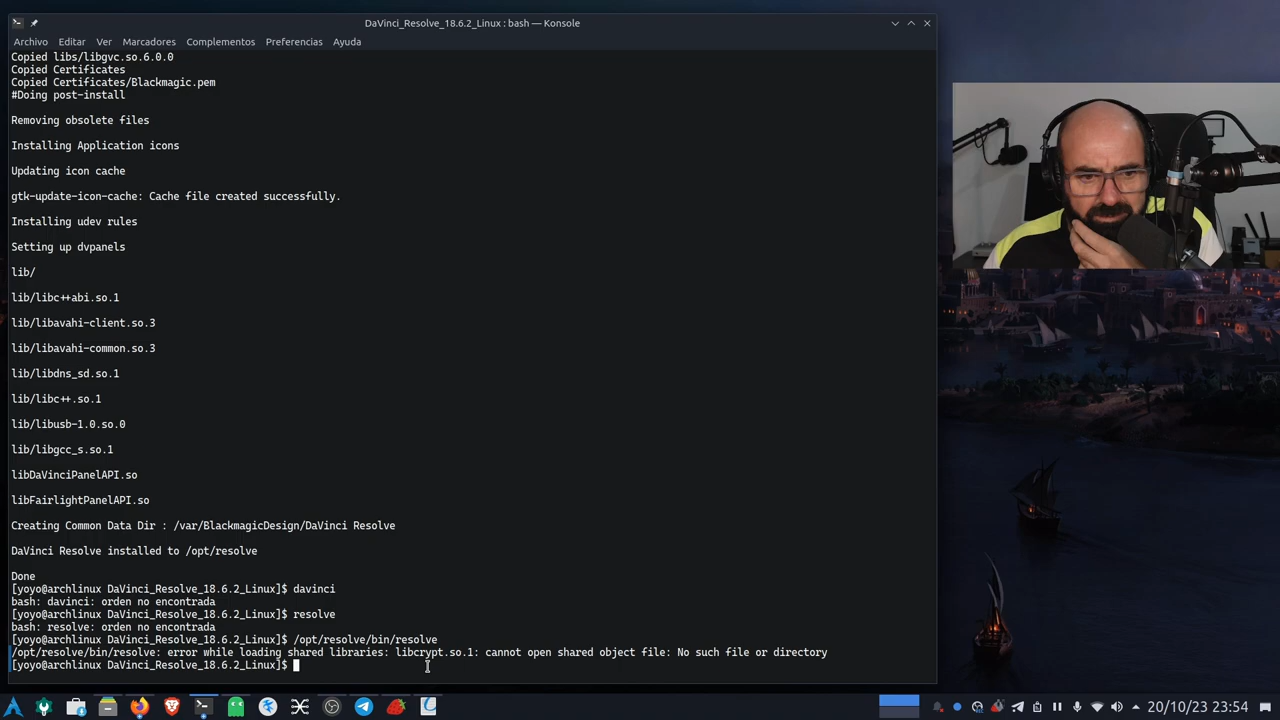 DaVinci_Resolve_18.6.2_Linux : bash — Konsole
Archivo Editar Ver Marcadores Complementos Preferencias Ayuda
Copied libs/libgvc.so.6.0.0
Copied Certificates
Copied Certificates/Blackmagic.pem
#Doing post-install
Removing obsolete files
Installing Application icons
Updating icon cache
gtk-update-icon-cache: Cache file created successfully.
Installing udev rules
Setting up dvpanels
lib/
lib/libc++abi.so.1
lib/libavahi-client.so.3
lib/libavahi-common.so.3
lib/libdns_sd.so.1
lib/libc++.so.1
lib/libusb-1.0.so.0
lib/libgcc_s.so.1
libDaVinciPanelAPI.so
libFairlightPanelAPI.so
Creating Common Data Dir : /var/BlackmagicDesign/DaVinci Resolve
DaVinci Resolve installed to /opt/resolve
Done
[yoyo@archlinux DaVinci_Resolve_18.6.2_Linux]$ davinci
bash: davinci: orden no encontrada
[yoyo@archlinux DaVinci_Resolve_18.6.2_Linux]$ resolve
bash: resolve: orden no encontrada
[yoyo@archlinux DaVinci_Resolve_18.6.2_Linux]$ /opt/resolve/bin/resolve
/opt/resolve/bin/resolve: error while loading shared libraries: libcrypt.so.1: cannot open shared object file: No such file or directory
[yoyo@archlinux DaVinci_Resolve_18.6.2_Linux]$
20/10/23 23:54